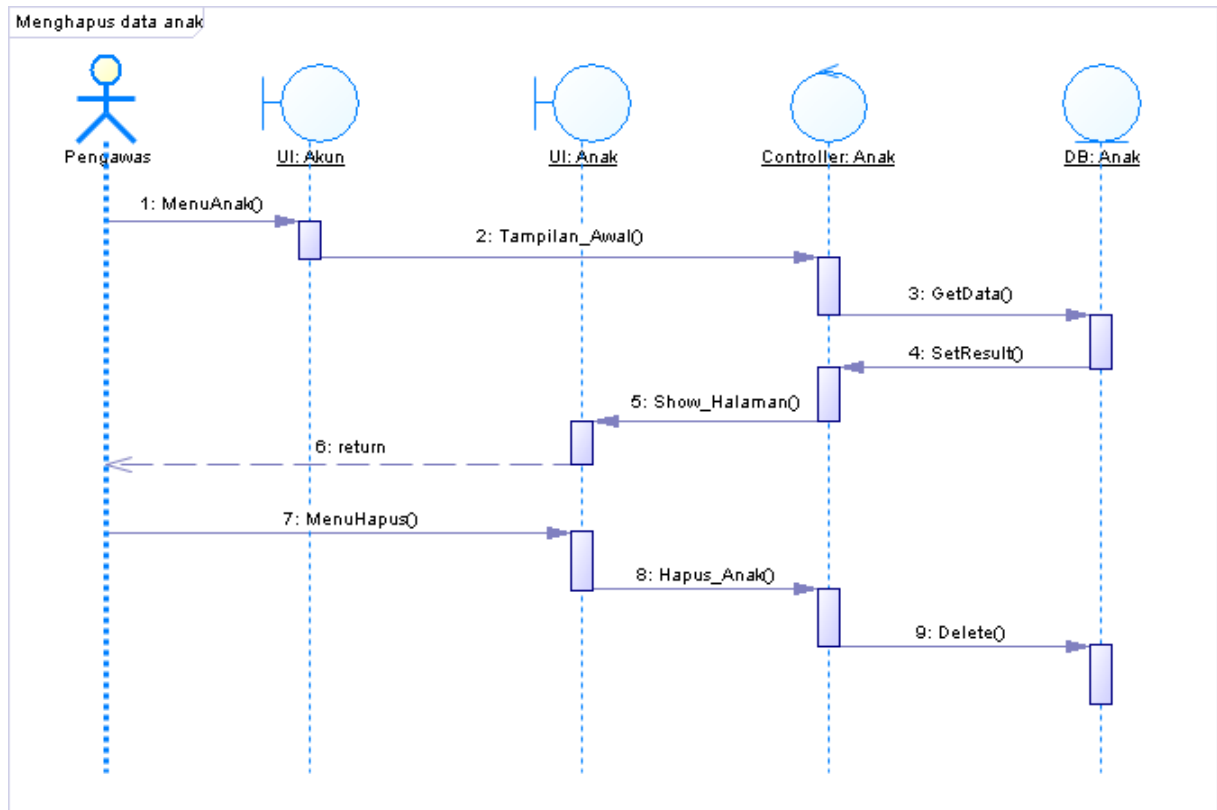 Menghapus data anak
Pengawas
UI: Akun
UI: Anak
Controller: Anak
DB: Anak
1: MenuAnak()
2: Tampilan_Awal()
3: GetData()
4: SetResult()
5: Show_Halaman()
6: return
7: MenuHapus()
8: Hapus_Anak()
9: Delete()